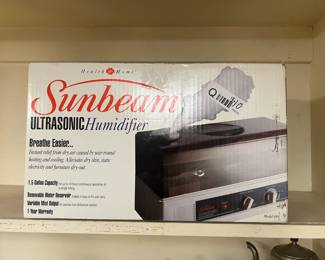 Health at Home
Sunbeam
Q $10
ULTRASONIC Humidifier
Breathe Easier...
Instant relief from dry air caused by year-round
heating and cooling. Alleviates dry skin, static
electricity and furniture dry-out.
1.5 Gallon Capacity
Removable Water Reservoir
Variable Mist Output
1 Year Warranty